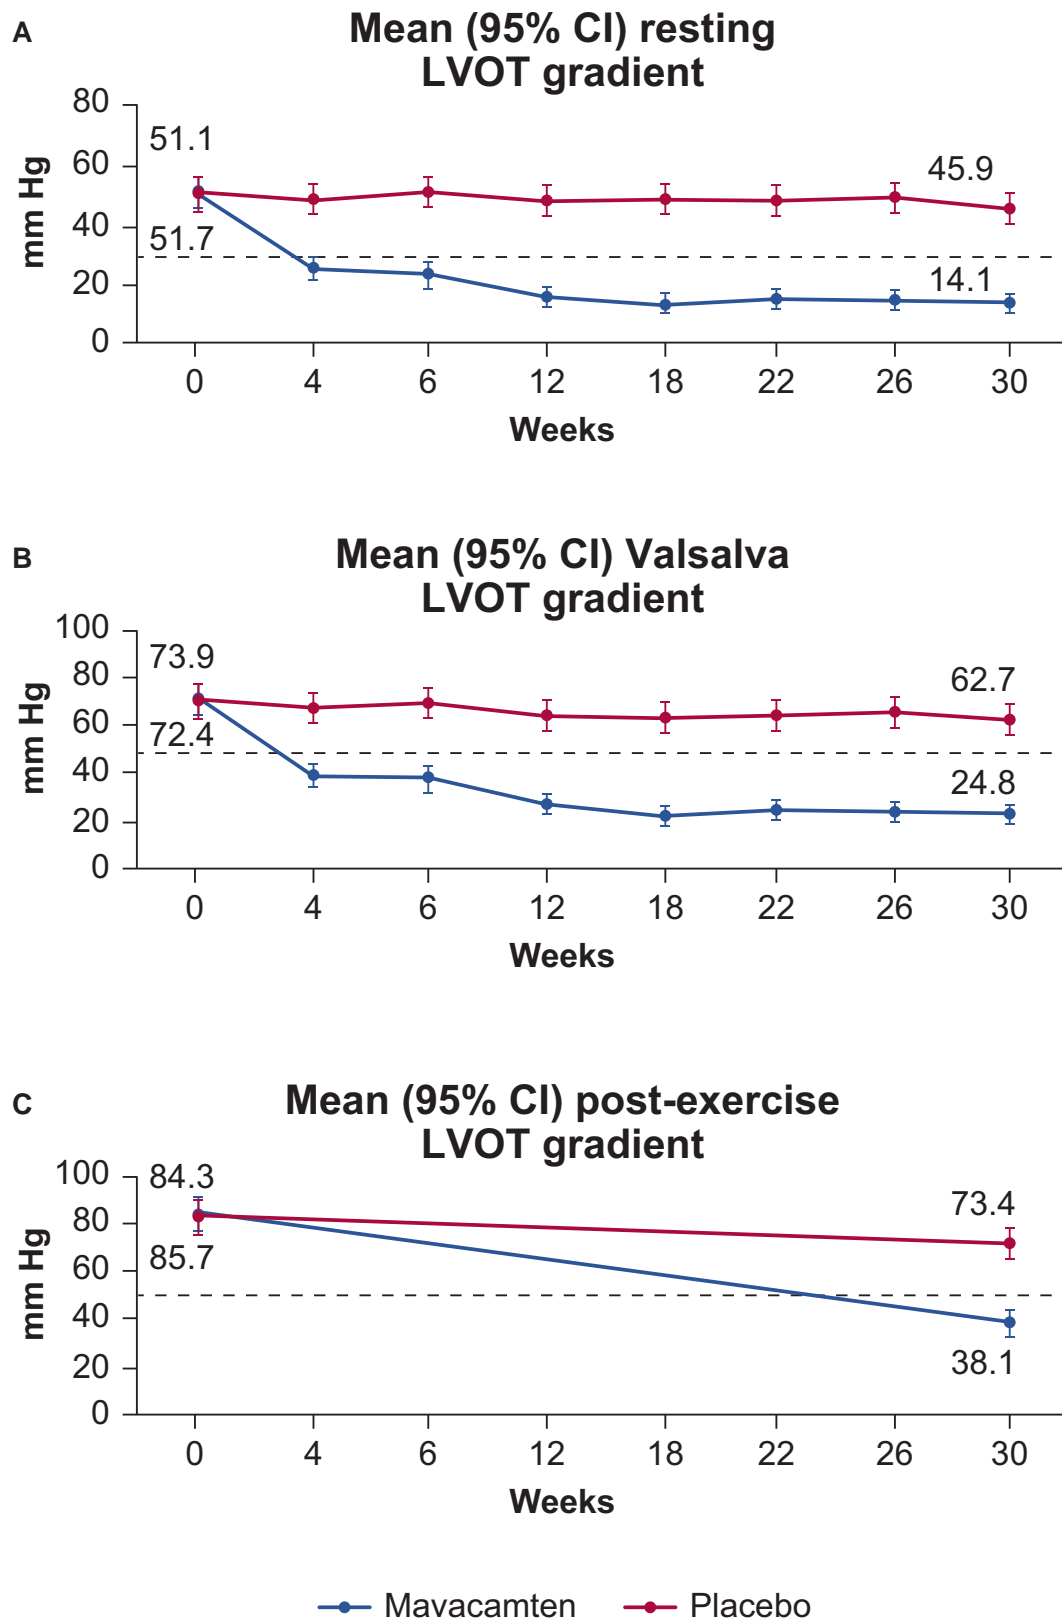 A
Mean (95% CI) resting
LVOT gradient
mm Hg
80
60
40
20
0
51.1
51.7
45.9
14.1
0 4 6 12 18 22 26 30
Weeks
B
Mean (95% CI) Valsalva
LVOT gradient
mm Hg
100
80
60
40
20
0
73.9
72.4
62.7
24.8
0 4 6 12 18 22 26 30
Weeks
C
Mean (95% CI) post-exercise
LVOT gradient
mm Hg
100
80
60
40
20
0
84.3
85.7
73.4
38.1
0 4 6 12 18 22 26 30
Weeks
Mavacamten Placebo